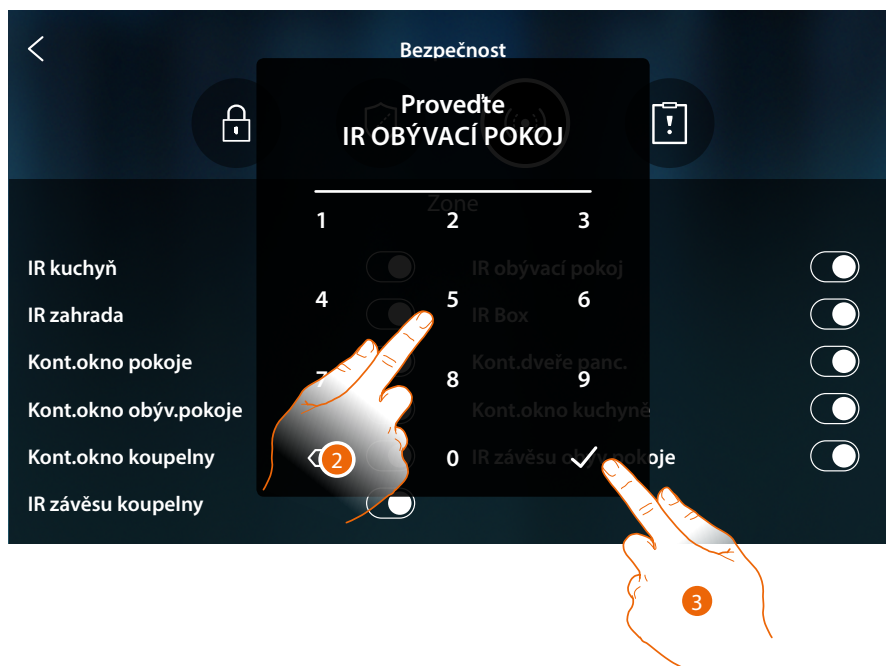 Bezpečnost
Proveďte
IR OBÝVACÍ POKOJ
Zone
1 2 3
IR kuchyň
IR obývací pokoj
4 5 6
IR zahrada
IR Box
Kont.okno pokoje
Kont.dveře panc.
7 8 9
Kont.okno obýv.pokoje
Kont.okno kuchyně
Kont.okno koupelny
2
0
IR závěsu obýv.pokoje
IR závěsu koupelny
3